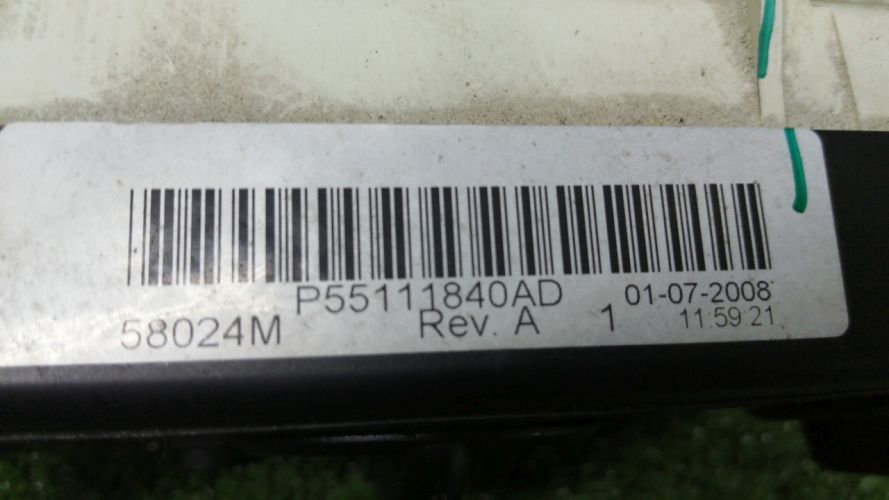 P55111840AD 01-07-2008
58024M Rev. A 1 11:59:21